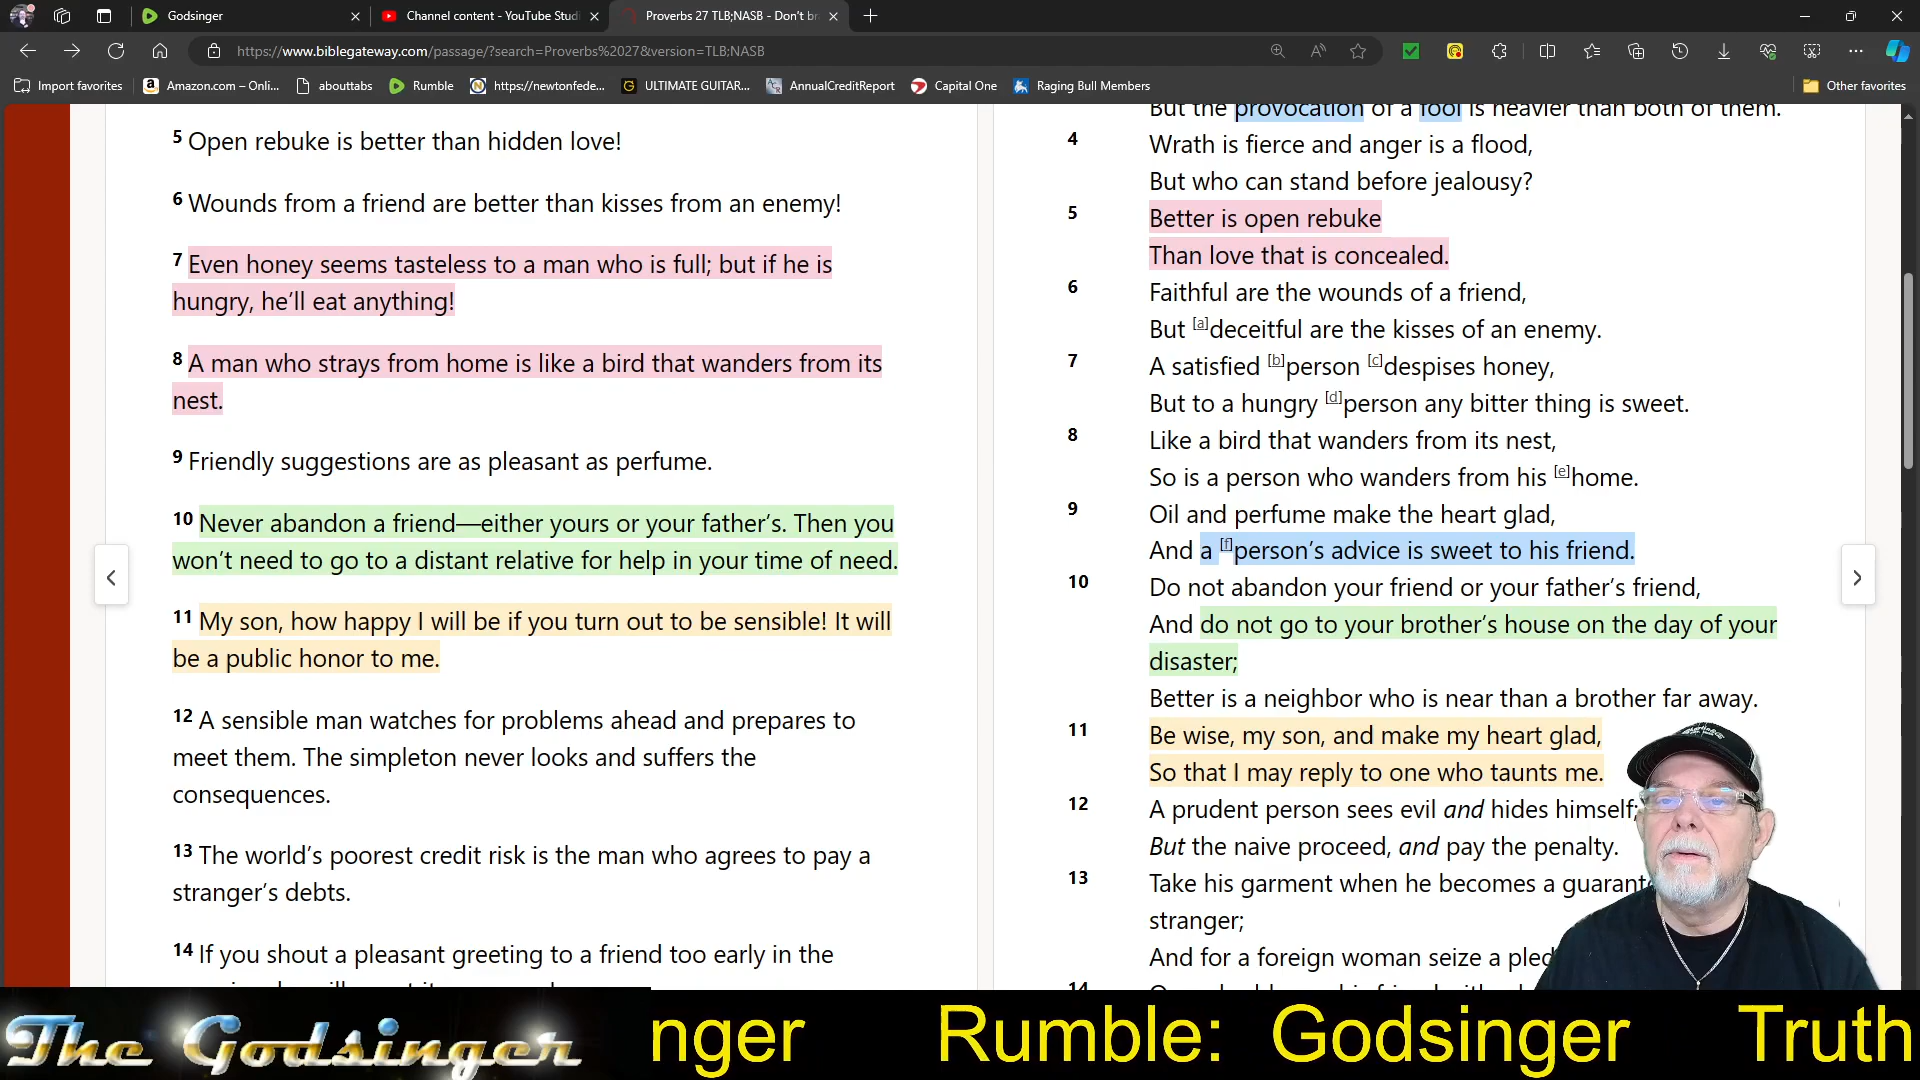 Godsinger
Channel content - YouTube Studi
Proverbs 27 TLB;NASB - Don't br
https://www.biblegateway.com/passage/?search=Proverbs%2027&version=TLB;NASB
Import favorites
Amazon.com – Onli...
abouttabs
Rumble
https://newtonfede...
ULTIMATE GUITAR...
AnnualCreditReport
Capital One
Raging Bull Members
Other favorites
5 Open rebuke is better than hidden love!
6 Wounds from a friend are better than kisses from an enemy!
7 Even honey seems tasteless to a man who is full; but if he is
hungry, he’ll eat anything!
8 A man who strays from home is like a bird that wanders from its
nest.
9 Friendly suggestions are as pleasant as perfume.
10 Never abandon a friend—either yours or your father’s. Then you
won’t need to go to a distant relative for help in your time of need.
11 My son, how happy I will be if you turn out to be sensible! It will
be a public honor to me.
12 A sensible man watches for problems ahead and prepares to
meet them. The simpleton never looks and suffers the
consequences.
13 The world’s poorest credit risk is the man who agrees to pay a
stranger’s debts.
14 If you shout a pleasant greeting to a friend too early in the
But the provocation of a fool is heavier than both of them.
4 Wrath is fierce and anger is a flood,
But who can stand before jealousy?
5 Better is open rebuke
Than love that is concealed.
6 Faithful are the wounds of a friend,
But [a]deceitful are the kisses of an enemy.
7 A satisfied [b]person [c]despises honey,
But to a hungry [d]person any bitter thing is sweet.
8 Like a bird that wanders from its nest,
So is a person who wanders from his [e]home.
9 Oil and perfume make the heart glad,
And a [f]person’s advice is sweet to his friend.
10 Do not abandon your friend or your father’s friend,
And do not go to your brother’s house on the day of your
disaster;
Better is a neighbor who is near than a brother far away.
11 Be wise, my son, and make my heart glad,
So that I may reply to one who taunts me.
12 A prudent person sees evil and hides himself;
But the naive proceed, and pay the penalty.
13 Take his garment when he becomes a guarant
stranger;
And for a foreign woman seize a pled
14
The Godsinger
nger Rumble: Godsinger Truth